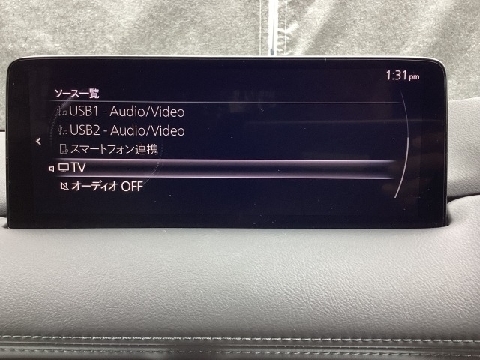 1:31pm
ソース一覧
USB1 - Audio/Video
USB2 - Audio/Video
スマートフォン連携
TV
オーディオ OFF